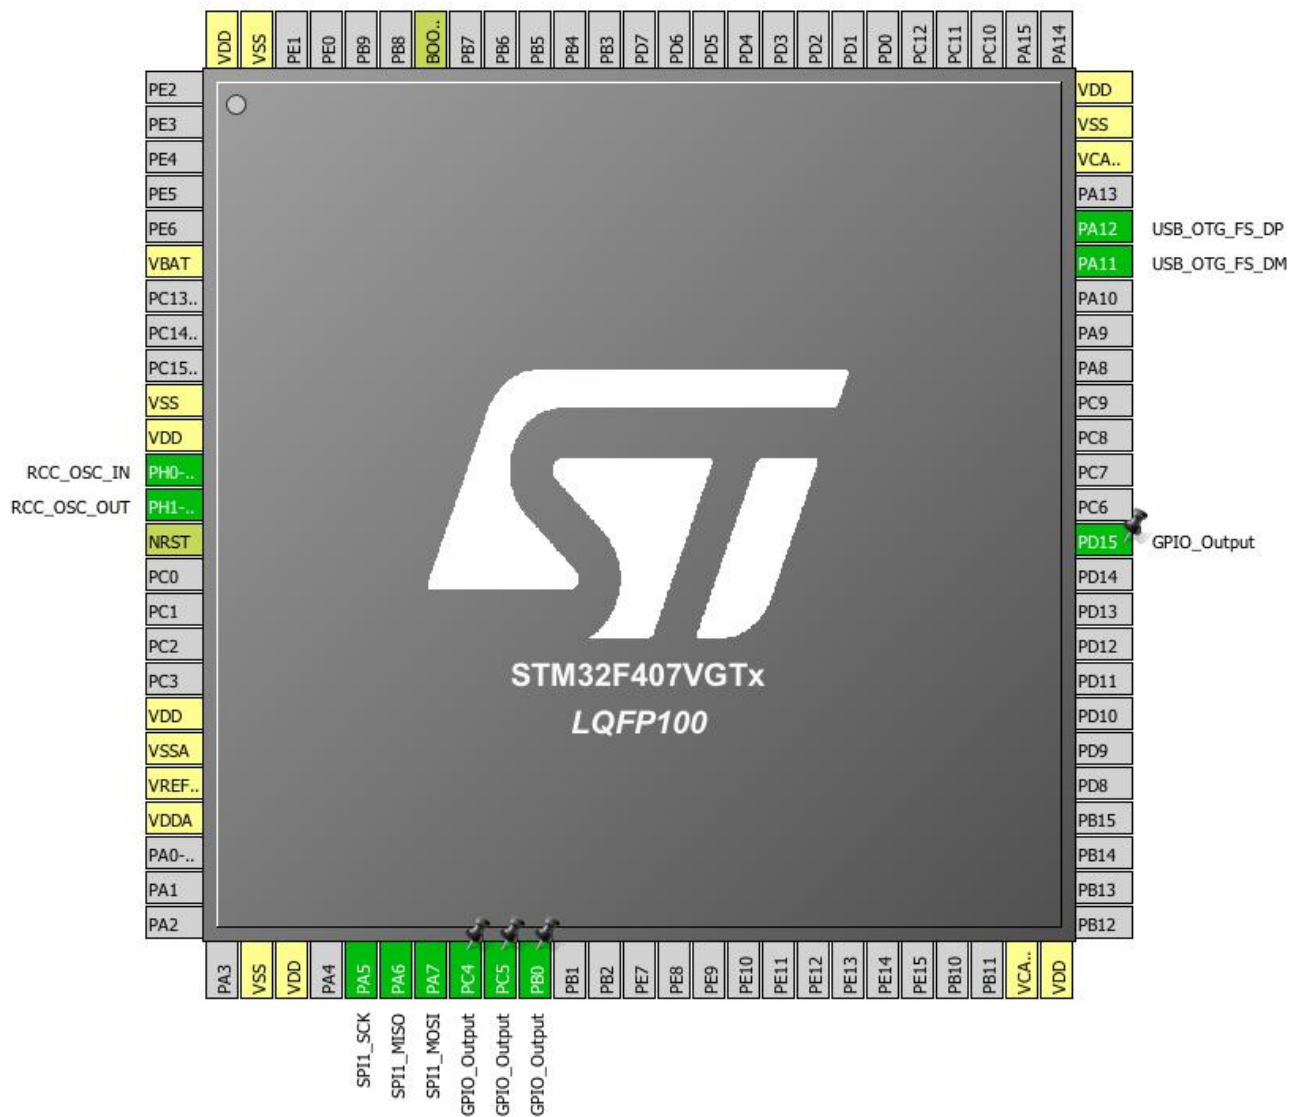 VDD
VSS
PE1
PE0
PB9
PB8
BOO..
PB7
PB6
PB5
PB4
PB3
PD7
PD6
PD5
PD4
PD3
PD2
PD1
PD0
PC12
PC11
PC10
PA15
PA14
PE2
PE3
PE4
PE5
PE6
VBAT
PC13..
PC14..
PC15..
VSS
VDD
RCC_OSC_IN PH0-..
RCC_OSC_OUT PH1-..
NRST
PC0
PC1
PC2
PC3
VDD
VSSA
VREF..
VDDA
PA0-..
PA1
PA2
ST
STM32F407VGTx
LQFP100
VDD
VSS
VCA..
PA13
PA12 USB_OTG_FS_DP
PA11 USB_OTG_FS_DM
PA10
PA9
PA8
PC9
PC8
PC7
PC6
PD15 GPIO_Output
PD14
PD13
PD12
PD11
PD10
PD9
PD8
PB15
PB14
PB13
PB12
PA3
VSS
VDD
PA4
PA5 SPI1_SCK
PA6 SPI1_MISO
PA7 SPI1_MOSI
PC4 GPIO_Output
PC5 GPIO_Output
PB0 GPIO_Output
PB1
PB2
PE7
PE8
PE9
PE10
PE11
PE12
PE13
PE14
PE15
PB10
PB11
VCA..
VDD